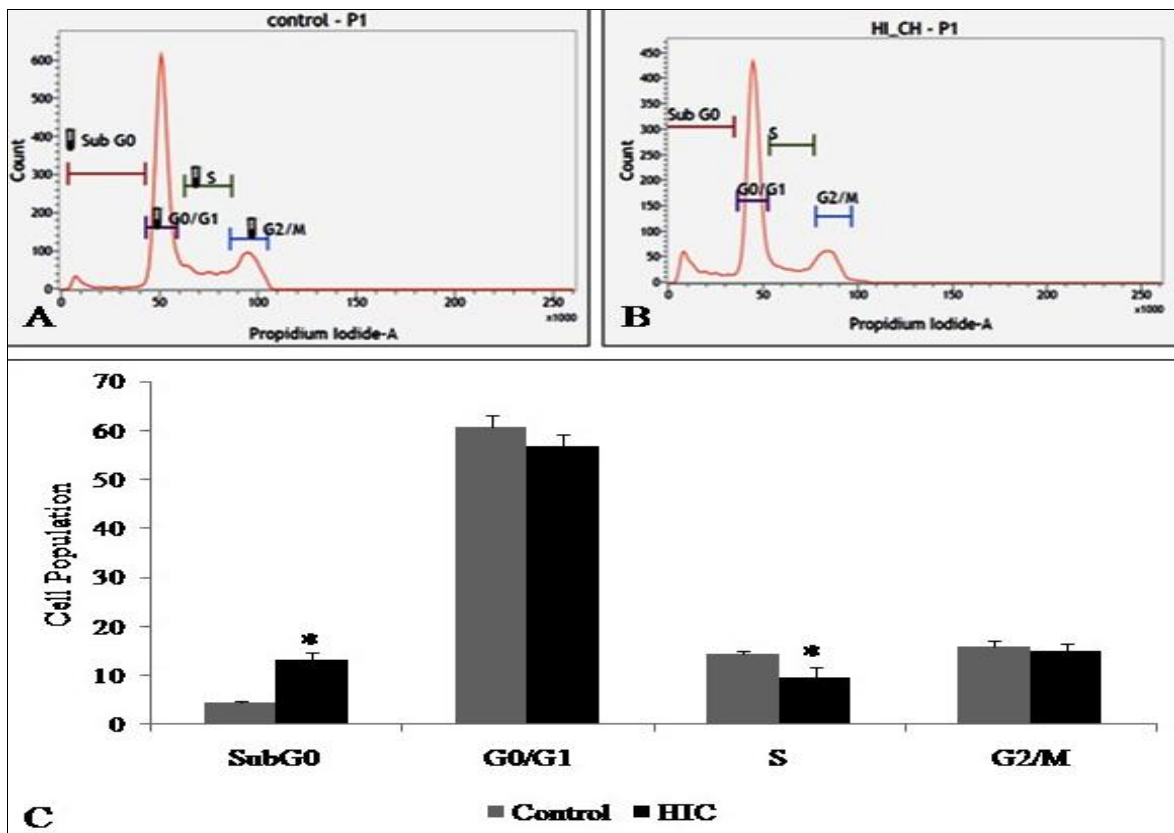 control - P1
600
500
400
300
200
100
0
Count
Sub G0
S
G0/G1
G2/M
0 50 100 150 200 250
x1000
Propidium Iodide-A
A
HI_CH - P1
450
400
350
300
250
200
150
100
50
0
Count
Sub G0
S
G0/G1
G2/M
0 50 100 150 200 250
x1000
Propidium Iodide-A
B
70
60
50
40
30
20
10
0
Cell Population
* *
SubG0 G0/G1 S G2/M
Control HIC
C